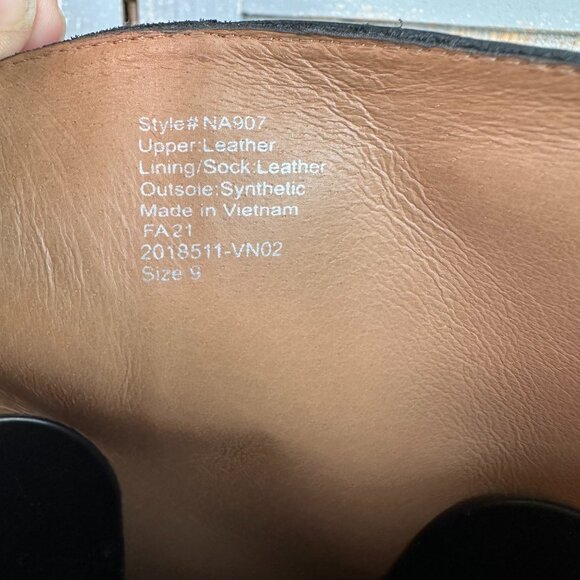 Style# NA907
Upper:Leather
Lining/Sock:Leather
Outsole:Synthetic
Made in Vietnam
FA21
2018511-VN02
Size 9